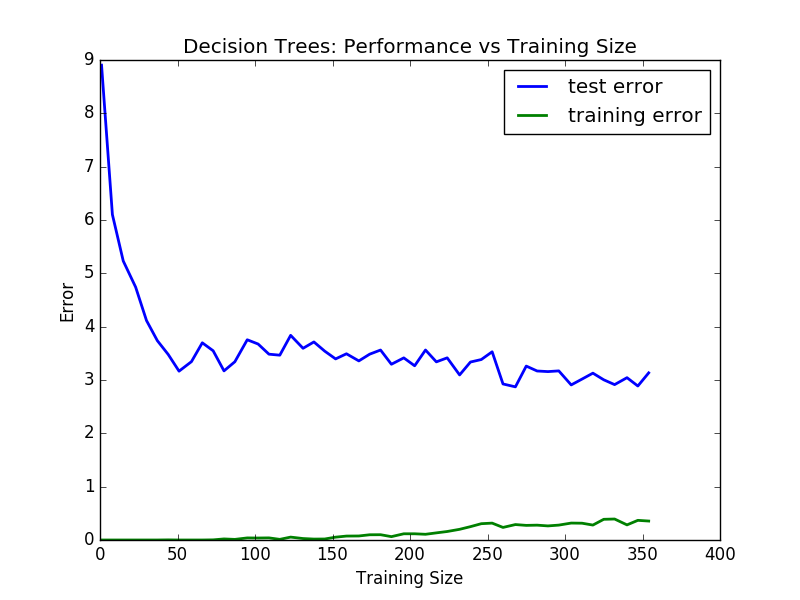 Decision Trees: Performance vs Training Size
test error
training error
9
8
7
6
5
4
3
2
1
0
Error
0 50 100 150 200 250 300 350 400
Training Size